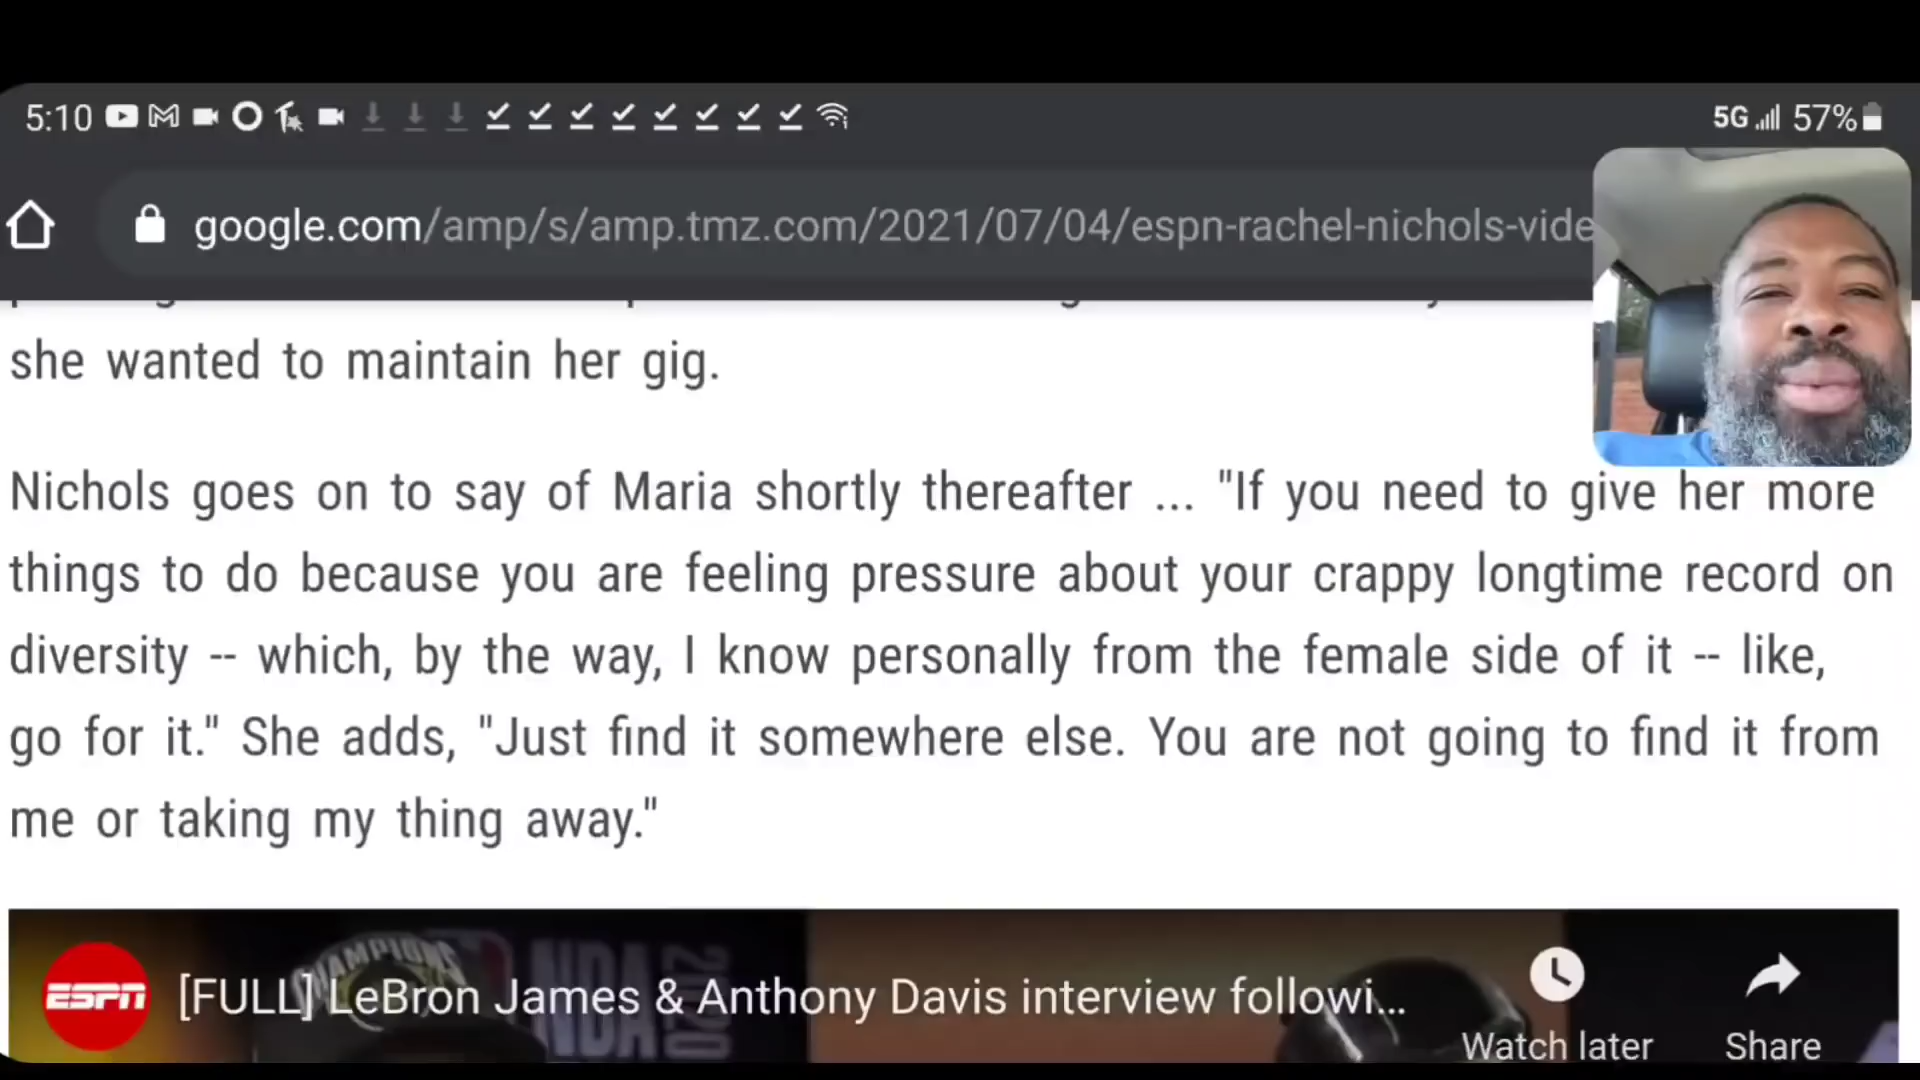 5:10
5G 57%
google.com/amp/s/amp.tmz.com/2021/07/04/espn-rachel-nichols-vide
she wanted to maintain her gig.
Nichols goes on to say of Maria shortly thereafter ... "If you need to give her more
things to do because you are feeling pressure about your crappy longtime record on
diversity -- which, by the way, I know personally from the female side of it -- like,
go for it." She adds, "Just find it somewhere else. You are not going to find it from
me or taking my thing away."
CHAMPIONS
NBA 2020
ESPN
[FULL] LeBron James & Anthony Davis interview followi...
Watch later
Share